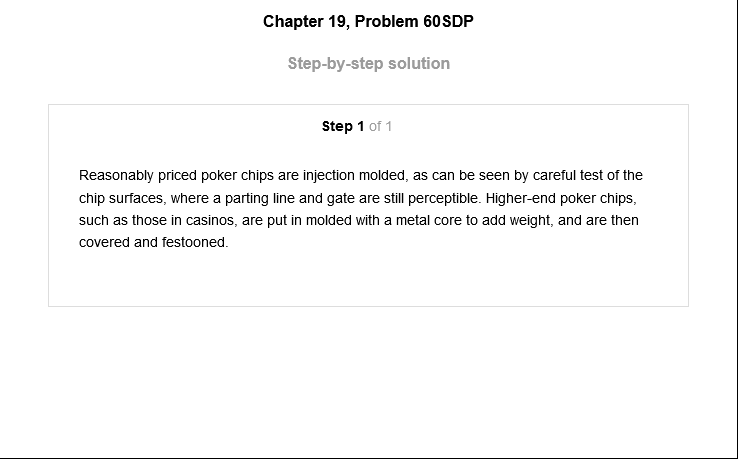 Chapter 19, Problem 60SDP
Step-by-step solution
Step 1 of 1
Reasonably priced poker chips are injection molded, as can be seen by careful test of the
chip surfaces, where a parting line and gate are still perceptible. Higher-end poker chips,
such as those in casinos, are put in molded with a metal core to add weight, and are then
covered and festooned.